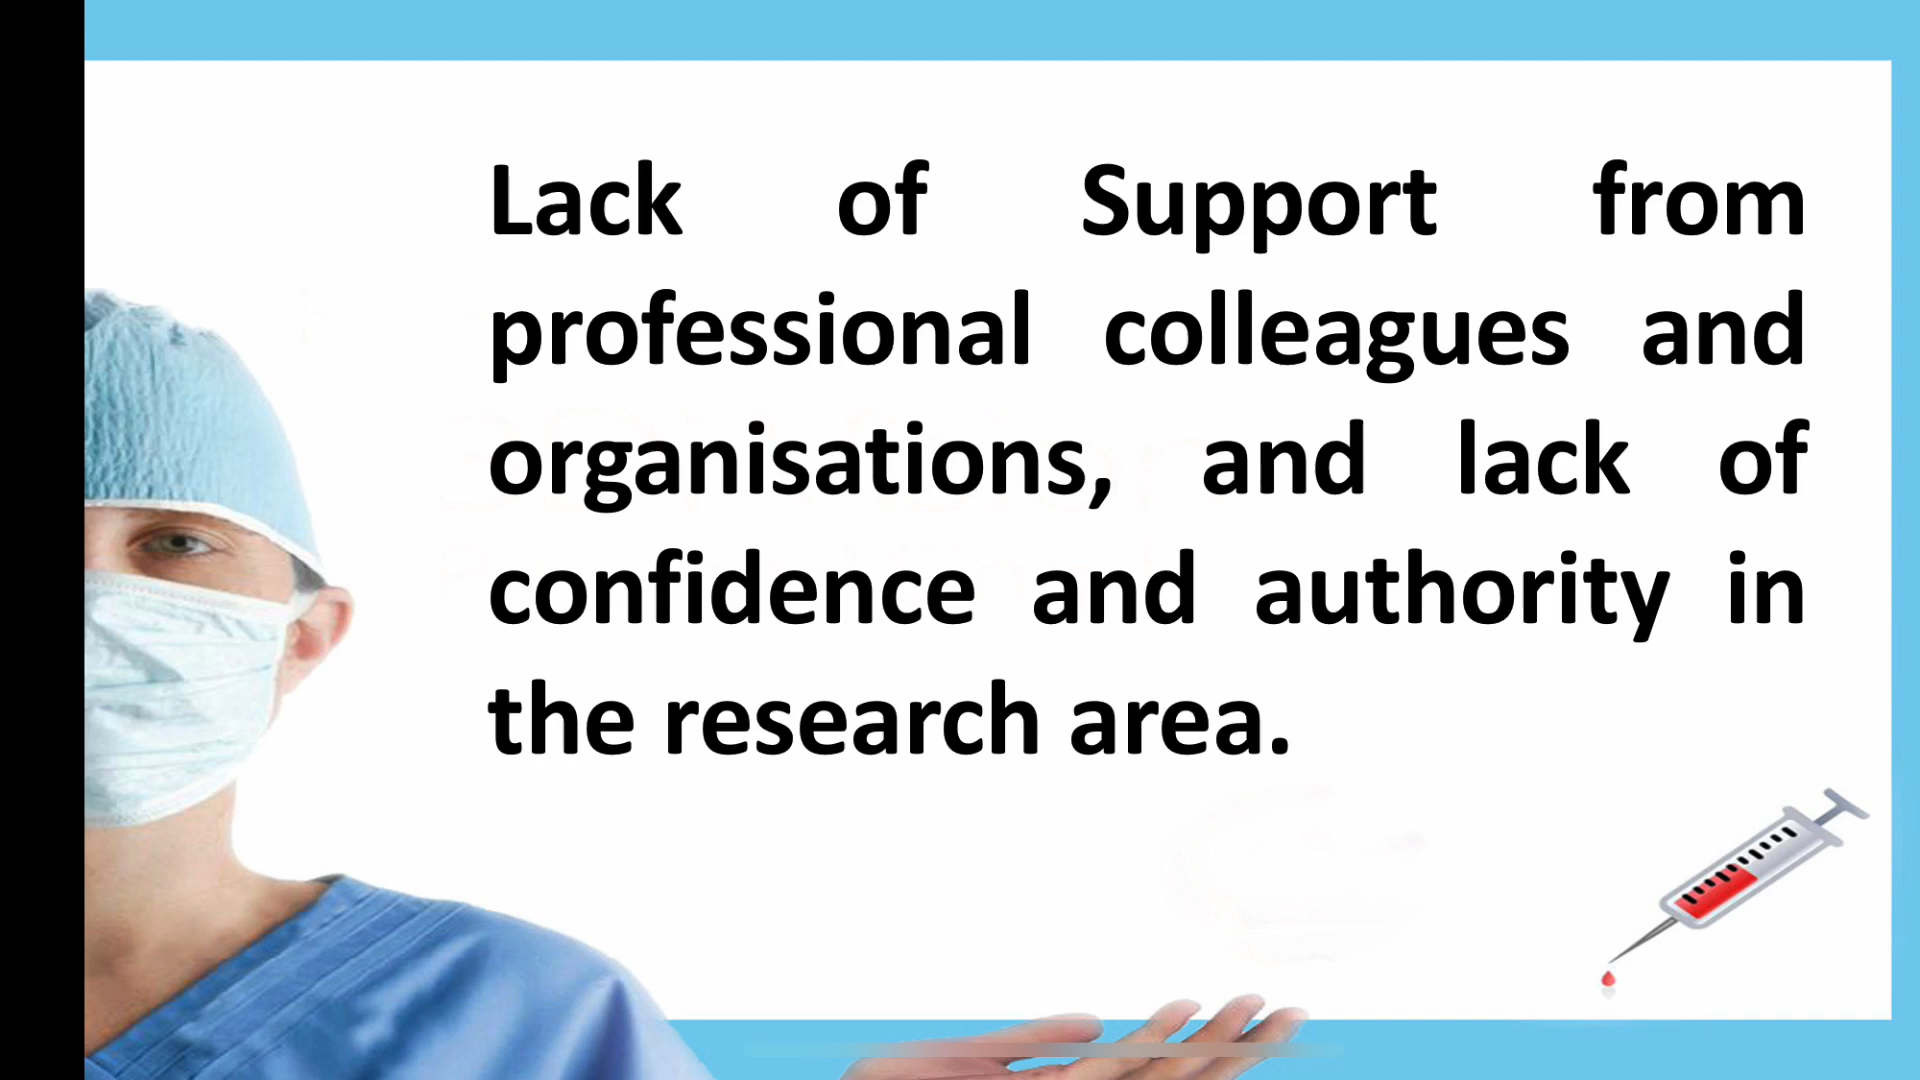 Lack of Support from
professional colleagues and
organisations, and lack of
confidence and authority in
the research area.